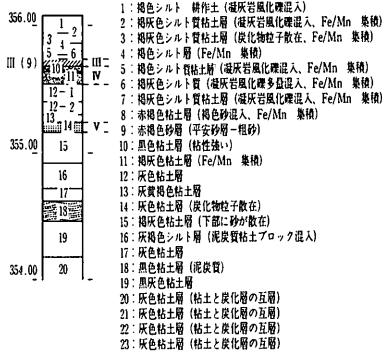 356.00
1
2
3
4
5
6
III (9)
III
10
11
IV
12-1
12-2
13
14
V
15
16
17
18
19
354.00
20
1:褐色シルト 耕作土 (凝灰岩風化礫混入)
2:褐灰色シルト質粘土層 (凝灰岩風化礫混入、Fe/Mn 集積)
3:褐色シルト質粘土層 (炭化物粒子散在、Fe/Mn 集積)
4:褐色シルト層 (Fe/Mn 集積)
5:褐色シルト質粘土層 (凝灰岩風化礫混入、Fe/Mn 集積)
6:褐灰色シルト質 (凝灰岩風化礫多量混入、Fe/Mn 集積)
7:褐灰色シルト質粘土層 (凝灰岩風化礫混入、Fe/Mn 集積)
8:赤褐色砂層 (褐色砂混入、Fe/Mn 集積)
9:赤褐色砂層 (平安砂層−粗砂)
10:黒色粘土層 (粘性強い)
11:褐灰色粘土層 (Fe/Mn 集積)
12:灰色粘土層
13:灰黄褐色粘土層
14:灰色粘土層 (炭化物粒子散在)
15:褐灰色粘土層 (下部に砂が散在)
16:灰褐色シルト層 (泥炭質粘土ブロック混入)
17:灰色粘土層
18:黒色粘土層 (泥炭質)
19:黒灰色粘土層
20:灰色粘土層 (粘土と炭化層の互層)
21:灰色粘土層 (粘土と炭化層の互層)
22:灰色粘土層 (粘土と炭化層の互層)
23:灰色粘土層 (粘土と炭化層の互層)